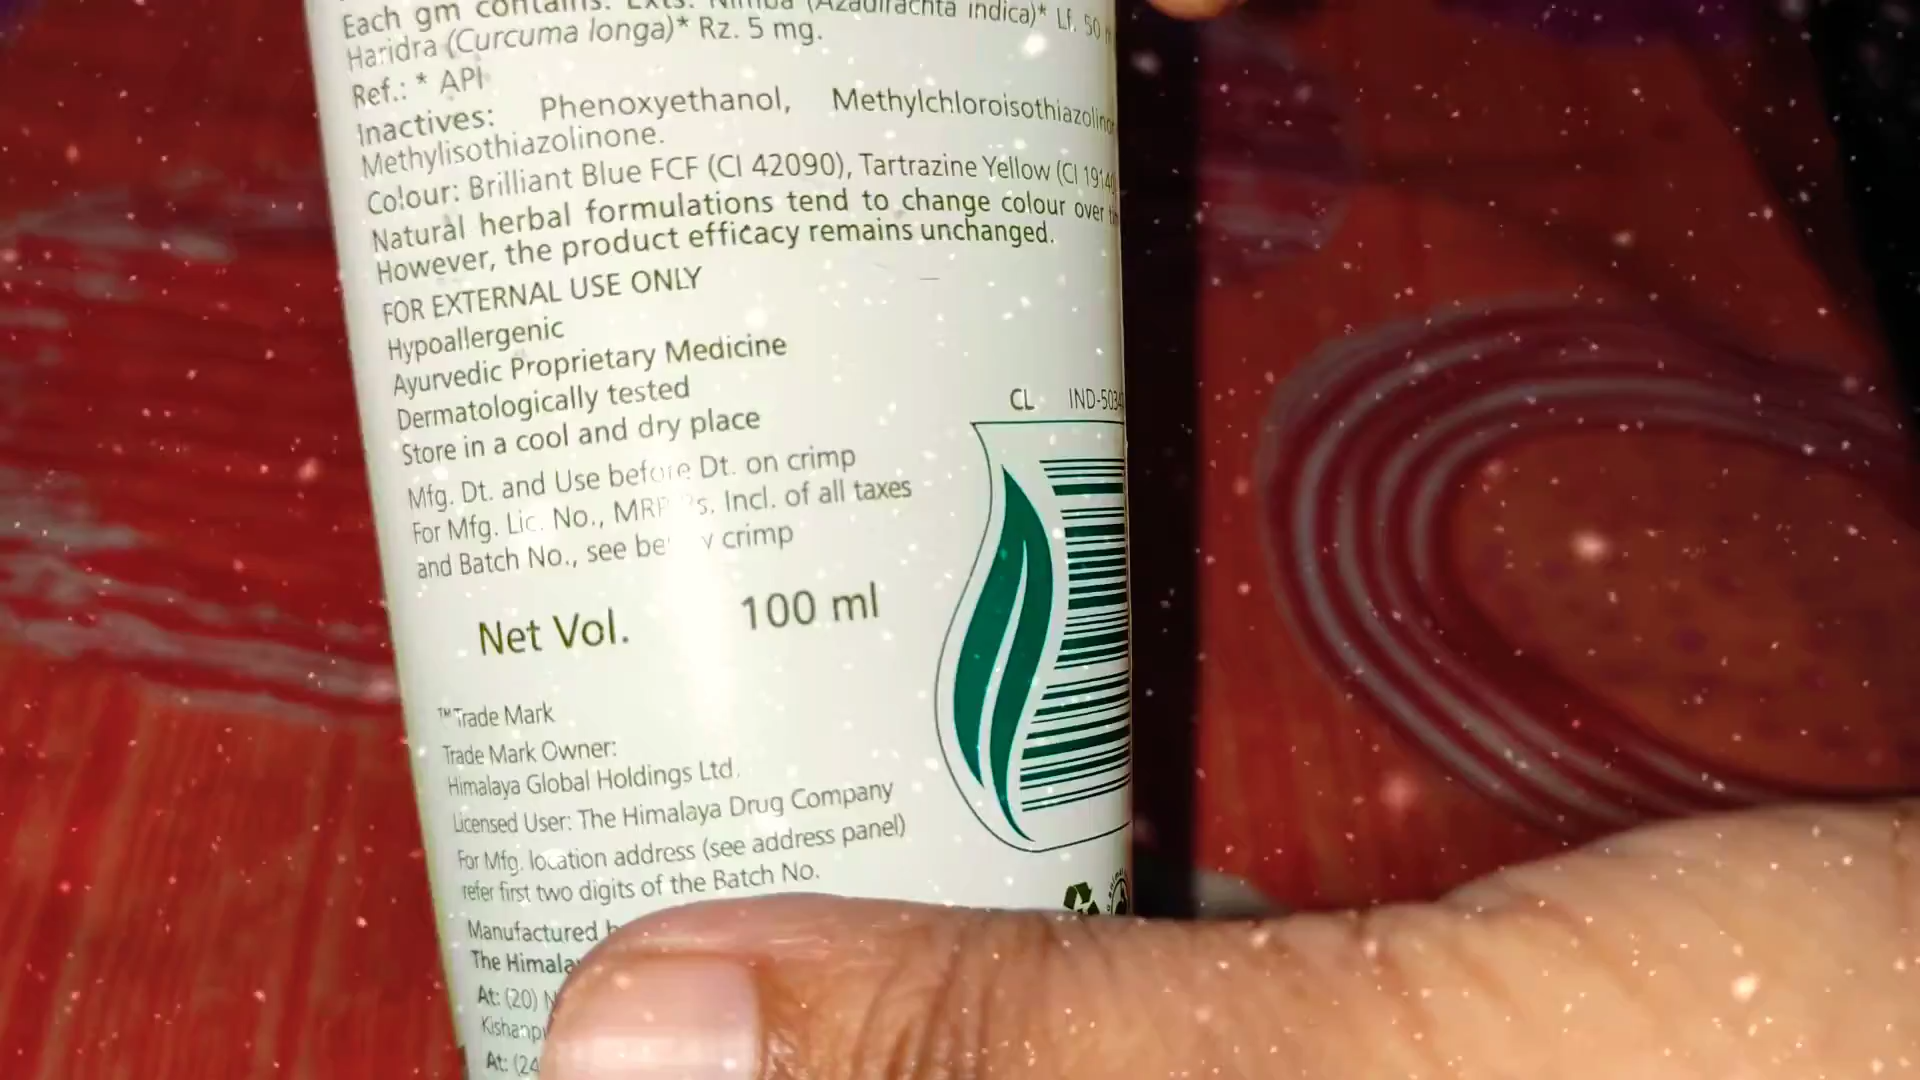 Each gm contains: Exts. Nimba (Azadirachta indica)* Lf. 50
Haridra (Curcuma longa)* Rz. 5 mg.
Ref.: * API
Inactives: Phenoxyethanol,
Methylisothiazolinone.
Colour: Brilliant Blue FCF (CI 42090), Tartrazine Yellow (CI 19140
Natural herbal formulations tend to change colour over
However, the product efficacy remains unchanged.
FOR EXTERNAL USE ONLY
Hypoallergenic
Ayurvedic Proprietary Medicine
Dermatologically tested
Store in a cool and dry place
CL
Mfg. Dt. and Use before Dt. on crimp
For Mfg. Lic. No., Incl. of all taxes
and Batch No., see crimp
Net Vol. 100 ml
™Trade Mark
Trade Mark Owner:
Himalaya Global Holdings Ltd.
Licensed User: The Himalaya Drug Company
For Mfg. location address (see address panel)
refer first two digits of the Batch No.
Manufactured
The
At: (20)
At: (24